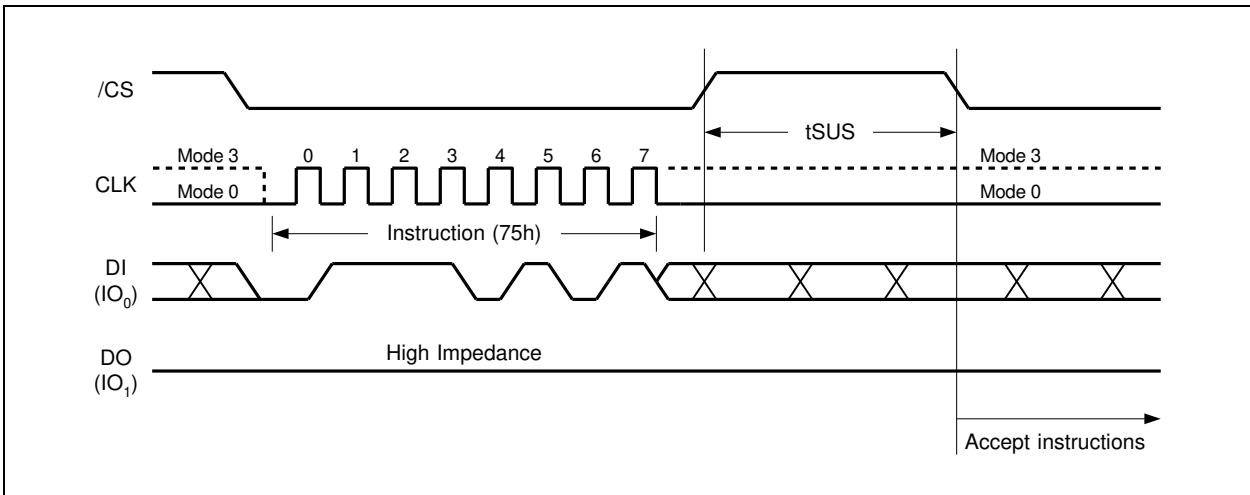 /CS
tSUS
Mode 3 0 1 2 3 4 5 6 7 Mode 3
CLK
Mode 0 Mode 0
Instruction (75h)
DI
(IO₀)
High Impedance
DO
(IO₁)
Accept instructions